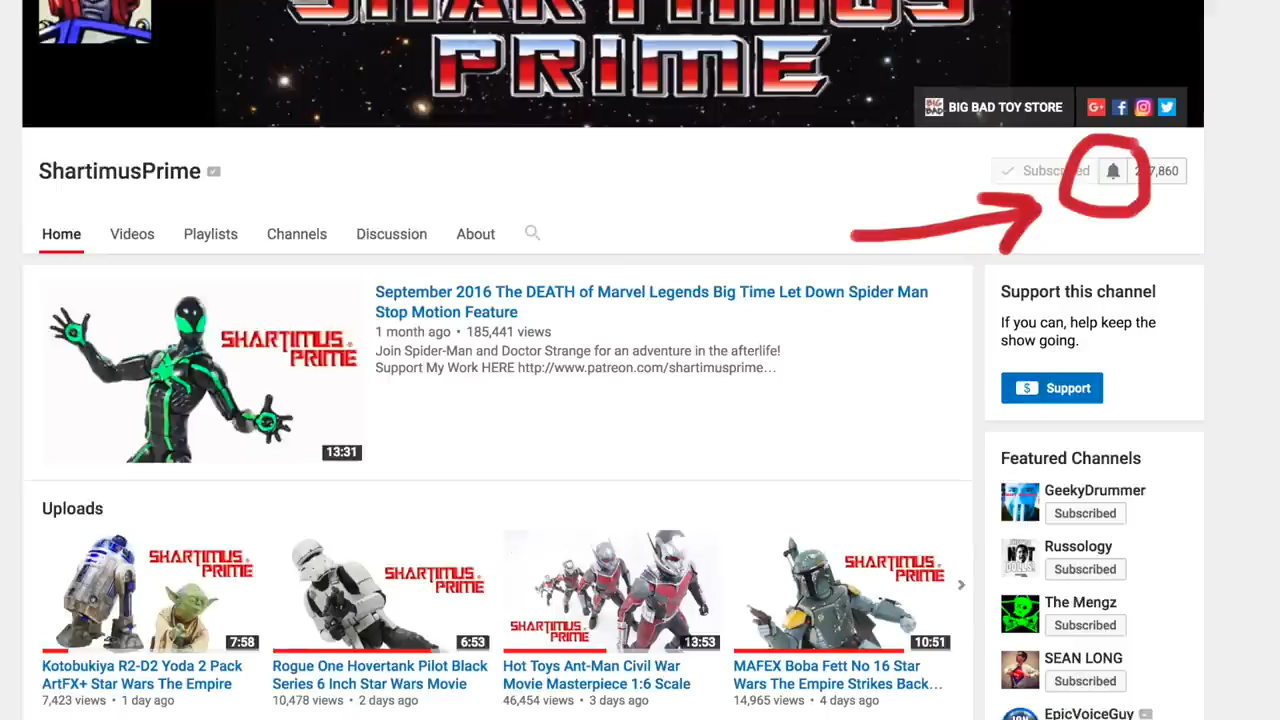 SHARTIMUS
PRIME
BIG BAD TOY STORE
ShartimusPrime
Subscribed
7,860
Home
Videos
Playlists
Channels
Discussion
About
SHARTIMUS
PRIME
13:31
September 2016 The DEATH of Marvel Legends Big Time Let Down Spider Man
Stop Motion Feature
1 month ago • 185,441 views
Join Spider-Man and Doctor Strange for an adventure in the afterlife!
Support My Work HERE http://www.patreon.com/shartimusprime…
Support this channel
If you can, help keep the
show going.
Support
Uploads
SHARTIMUS
PRIME
7:58
Kotobukiya R2-D2 Yoda 2 Pack
ArtFX+ Star Wars The Empire
7,423 views • 1 day ago
SHARTIMUS
PRIME
6:53
Rogue One Hovertank Pilot Black
Series 6 Inch Star Wars Movie
10,478 views • 2 days ago
SHARTIMUS
PRIME
13:53
Hot Toys Ant-Man Civil War
Movie Masterpiece 1:6 Scale
46,454 views • 3 days ago
SHARTIMUS
PRIME
10:51
MAFEX Boba Fett No 16 Star
Wars The Empire Strikes Back…
14,965 views • 4 days ago
Featured Channels
GeekyDrummer
Subscribed
Russology
Subscribed
The Mengz
Subscribed
SEAN LONG
Subscribed
EpicVoiceGuy